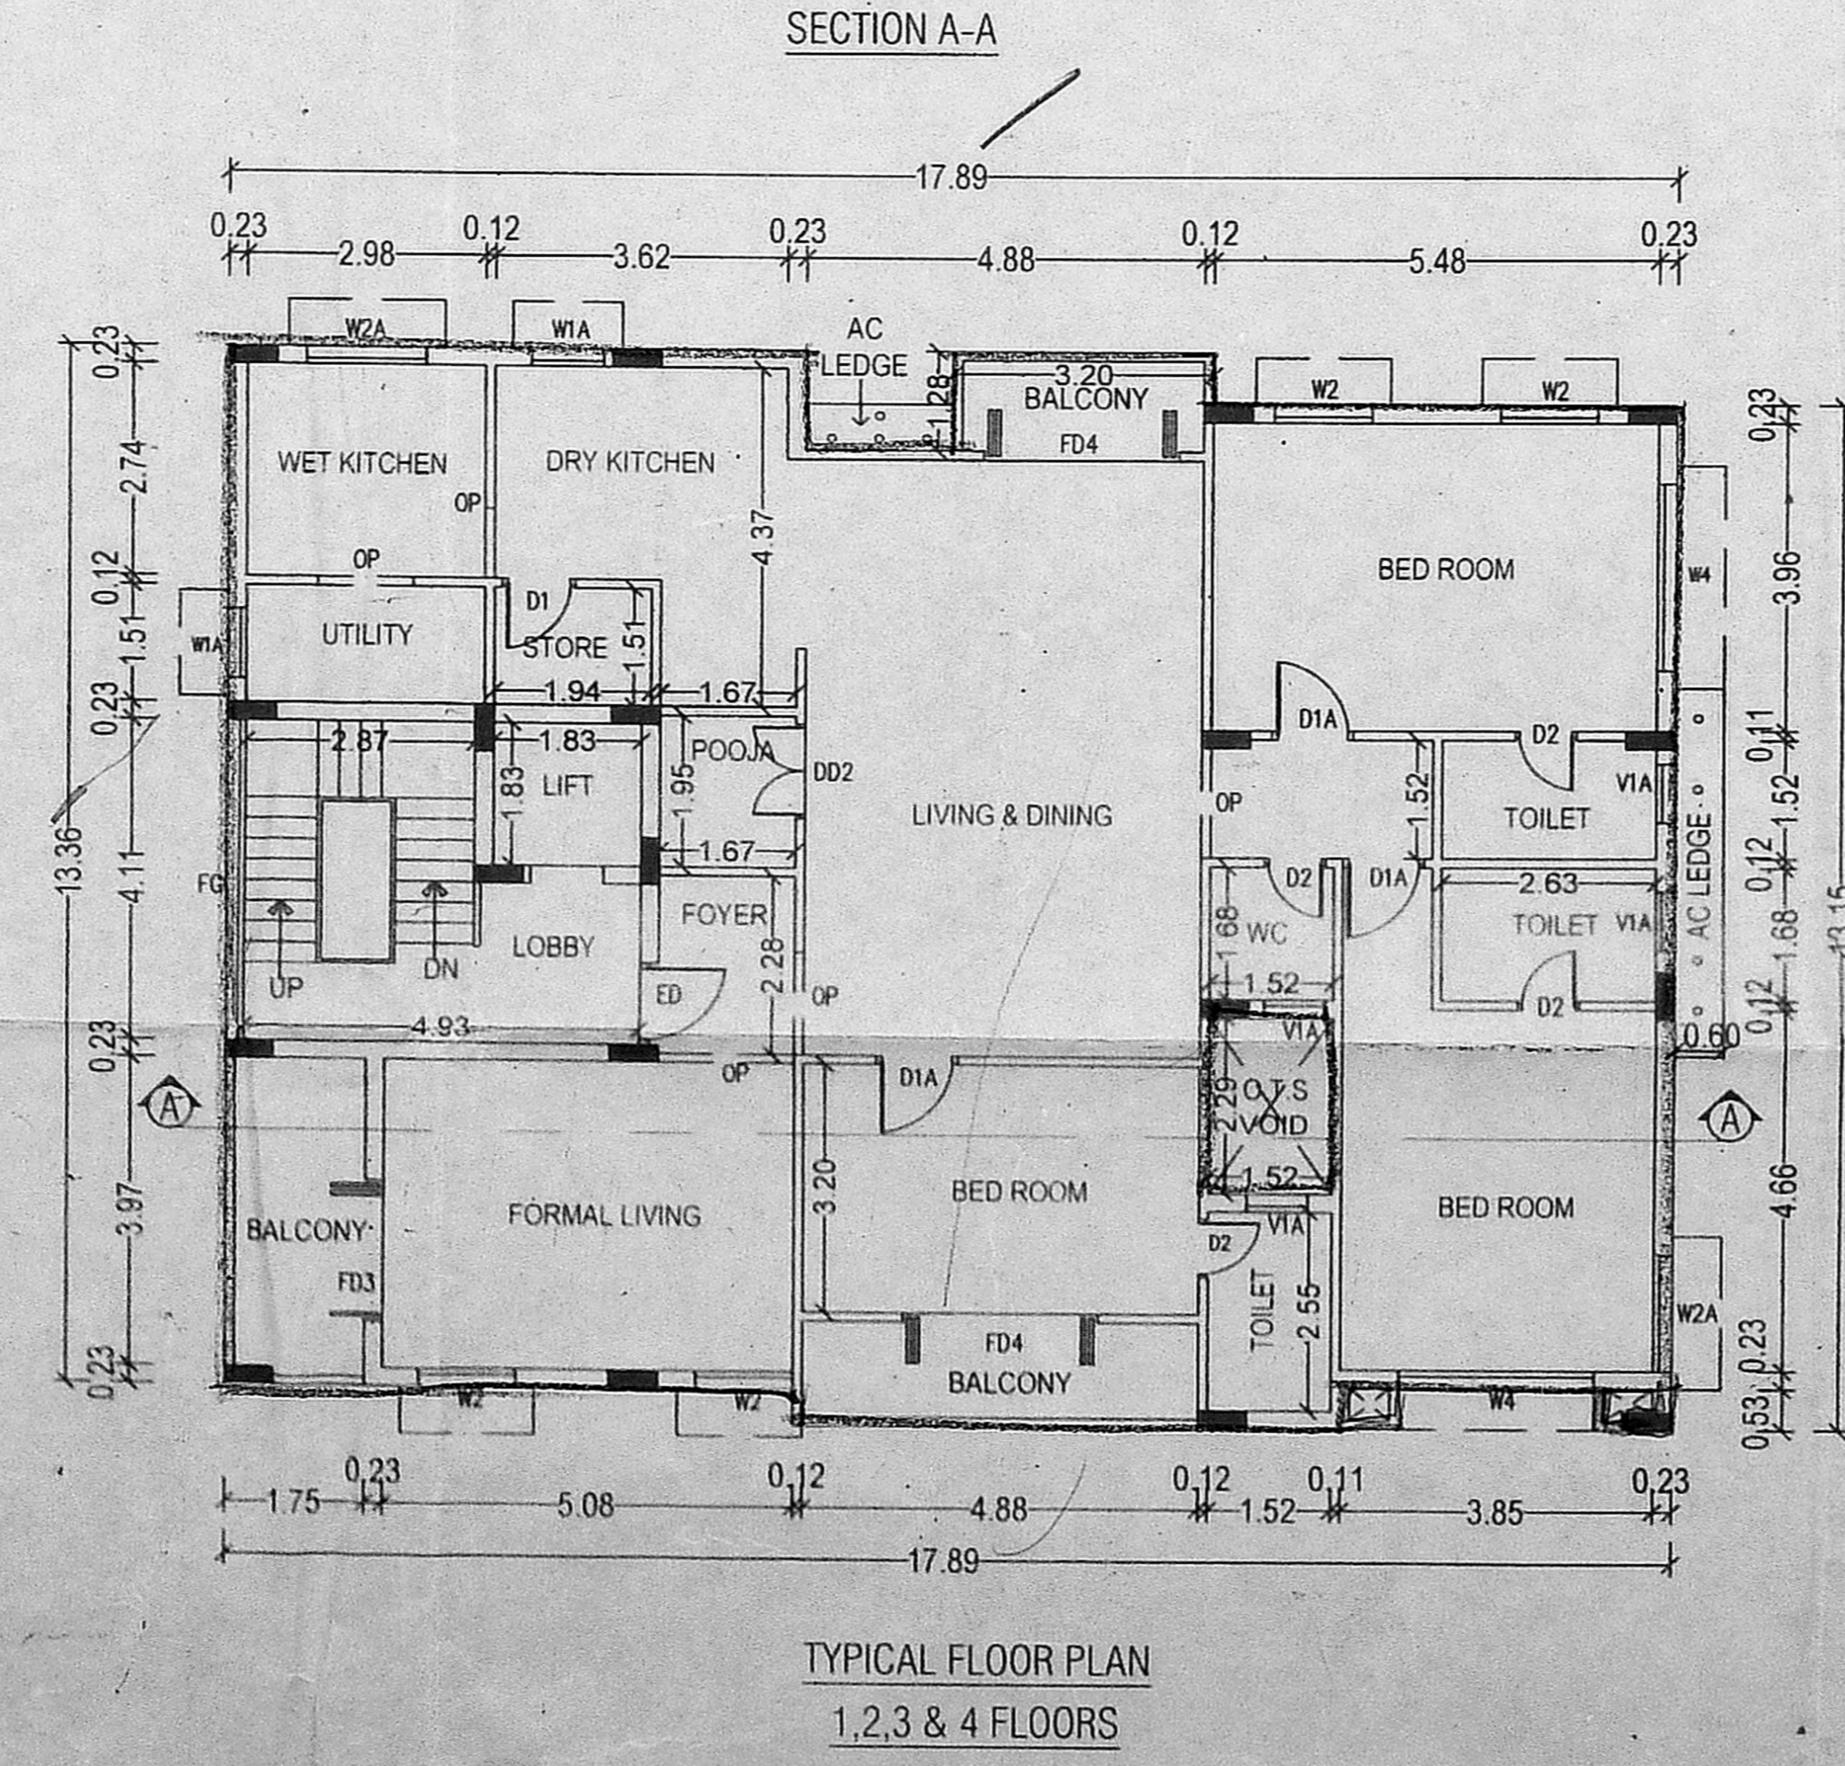 SECTION A-A
17.89
0.23 0.12 0.23 0.12 0.23
2.98 3.62 4.88 5.48
W2A W1A AC LEDGE
1.28 3.20 BALCONY FD4
W2 W2
0.23 2.74 0.12 1.51 0.23 4.11 0.23 3.97 0.23
13.36
WET KITCHEN OP DRY KITCHEN
4.37
BED ROOM
W4
0.23 3.96 0.11 1.52 0.12 1.68 0.12 4.66 0.23 0.53
13.15
OP
D1
W1A UTILITY STORE 1.51
1.94 1.67
D1A D2
2.87 1.83 POOJA
LIFT 1.83 1.95 DD2
OP 1.52 V1A
TOILET
LIVING & DINING
1.67
FG
D2 D1A 2.63
FOYER
1.68 WC TOILET V1A
AC LEDGE
LOBBY
UP DN 2.28
ED OP
1.52 D2
4.93
V1A 0.60
OP D1A
A O.T.S A
2.29 VOID
1.52
3.20
BED ROOM BED ROOM
FORMAL LIVING
BALCONY
V1A
D2
FD3
TOILET 2.55
W2A
FD4
BALCONY
W2 W2 W4
0.23 0.12 0.12 0.11 0.23
1.75 5.08 4.88 1.52 3.85
17.89
TYPICAL FLOOR PLAN
1,2,3 & 4 FLOORS